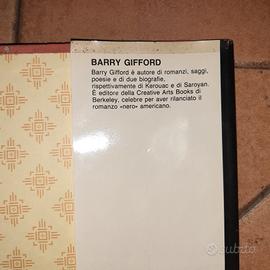 BARRY GIFFORD
Barry Gifford è autore di romanzi, saggi,
poesie e di due biografie,
rispettivamente di Kerouac e di Saroyan.
È editore della Creative Arts Books di
Berkeley, celebre per aver rilanciato il
romanzo «nero» americano.
subito